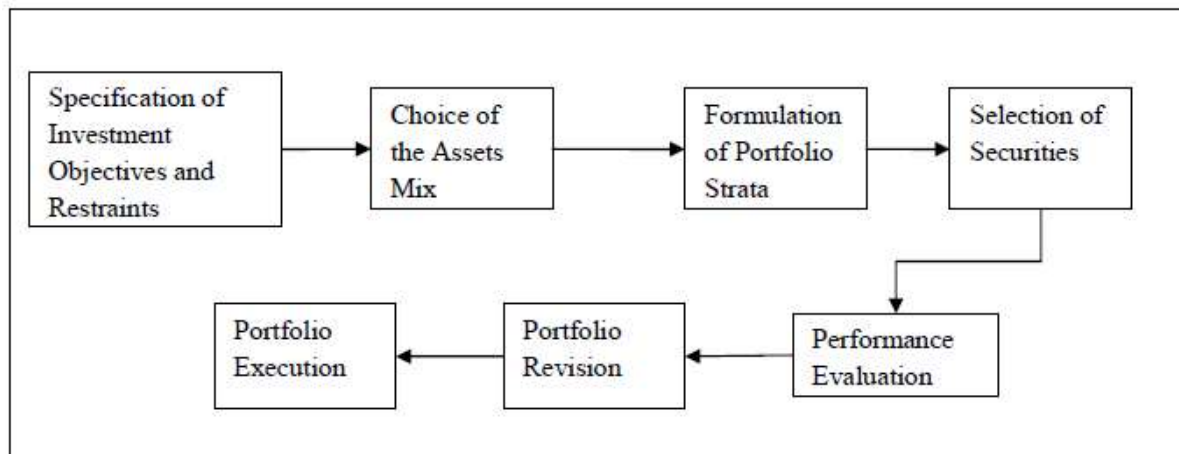 Specification of
Investment
Objectives and
Restraints
Choice of
the Assets
Mix
Formulation
of Portfolio
Strata
Selection of
Securities
Performance
Evaluation
Portfolio
Revision
Portfolio
Execution